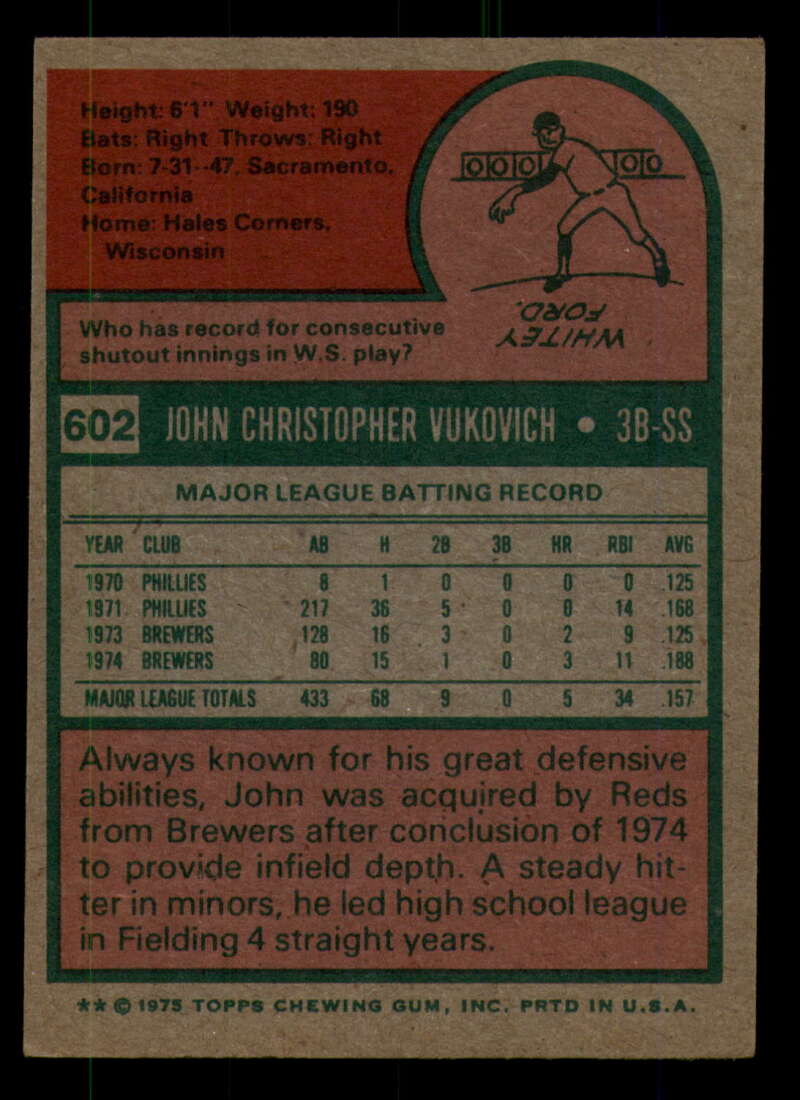 Height: 6'1" Weight: 190
Bats: Right Throws: Right
Born: 7-31--47, Sacramento,
California
Home: Hales Corners,
Wisconsin
0 0 0 0 0
WHITEY
FORD.
Who has record for consecutive
shutout innings in W.S. play?
602 JOHN CHRISTOPHER VUKOVICH • 3B-SS
MAJOR LEAGUE BATTING RECORD
YEAR CLUB AB H 2B 3B HR RBI AVG
1970 PHILLIES 8 1 0 0 0 0 .125
1971 PHILLIES 217 36 5 0 0 14 .168
1973 BREWERS 128 16 3 0 2 9 .125
1974 BREWERS 80 15 1 0 3 11 .188
MAJOR LEAGUE TOTALS 433 68 9 0 5 34 .157
Always known for his great defensive
abilities, John was acquired by Reds
from Brewers after conclusion of 1974
to provide infield depth. A steady hit-
ter in minors, he led high school league
in Fielding 4 straight years.
** © 1975 TOPPS CHEWING GUM, INC. PRTD IN U.S.A.